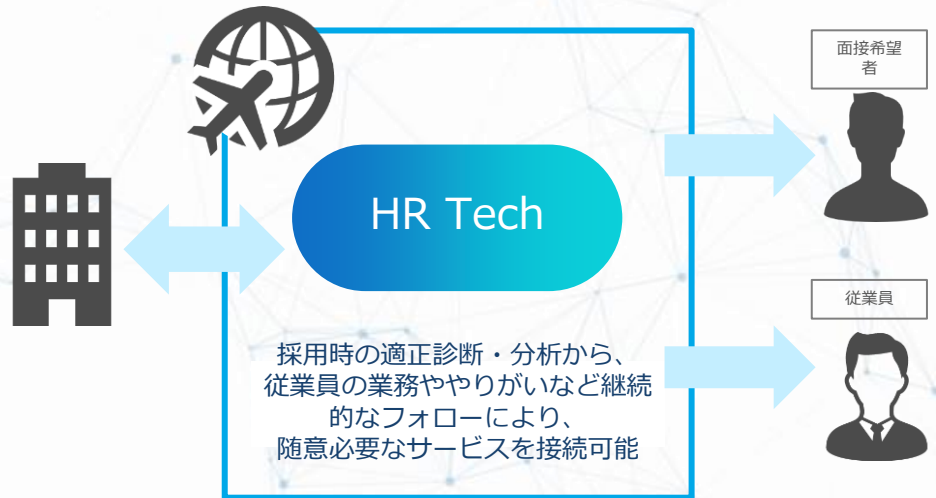 面接希望
者
HR Tech
従業員
採用時の適正診断・分析から、
従業員の業務ややりがいなど継続
的なフォローにより、
随意必要なサービスを接続可能